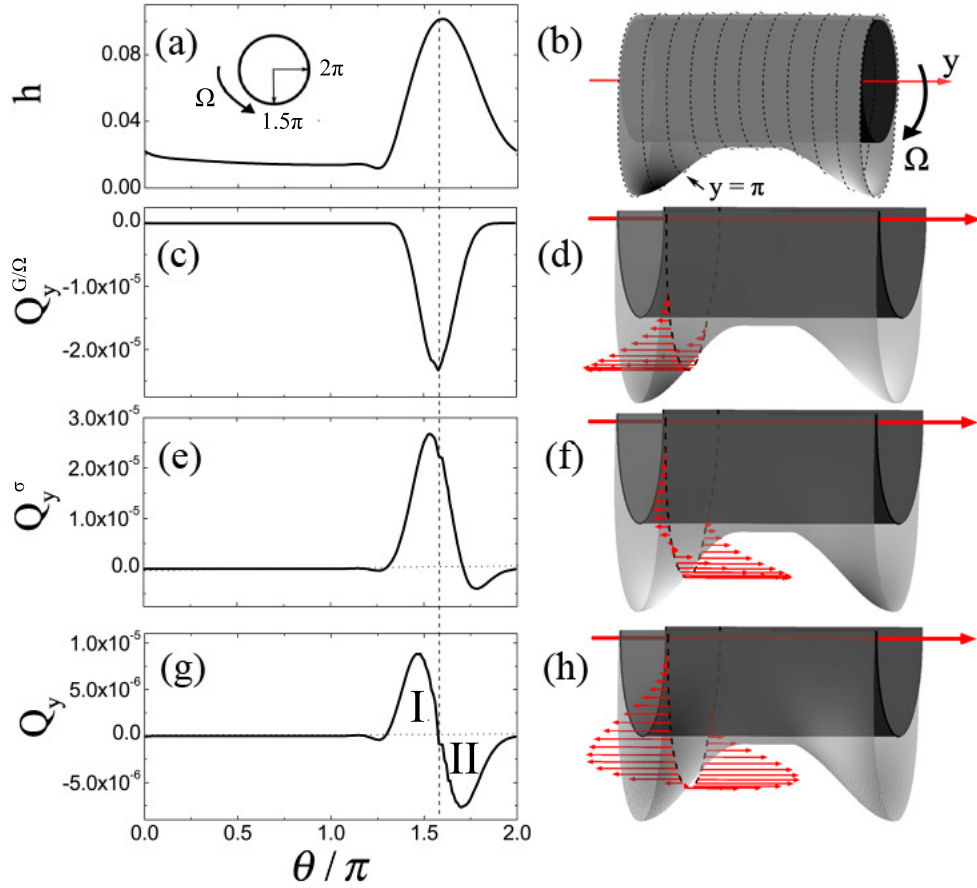 (a)
h
0.08
0.04
0.00
Ω
2π
1.5π
(b)
y
Ω
y = π
(c)
Q_y^{G/Ω}
0.0
-1.0x10^{-5}
-2.0x10^{-5}
(d)
(e)
Q_y^σ
3.0x10^{-5}
2.0x10^{-5}
1.0x10^{-5}
0.0
(f)
(g)
Q_y
1.0x10^{-5}
5.0x10^{-6}
0.0
-5.0x10^{-6}
I
II
(h)
0.0 0.5 1.0 1.5 2.0
θ / π